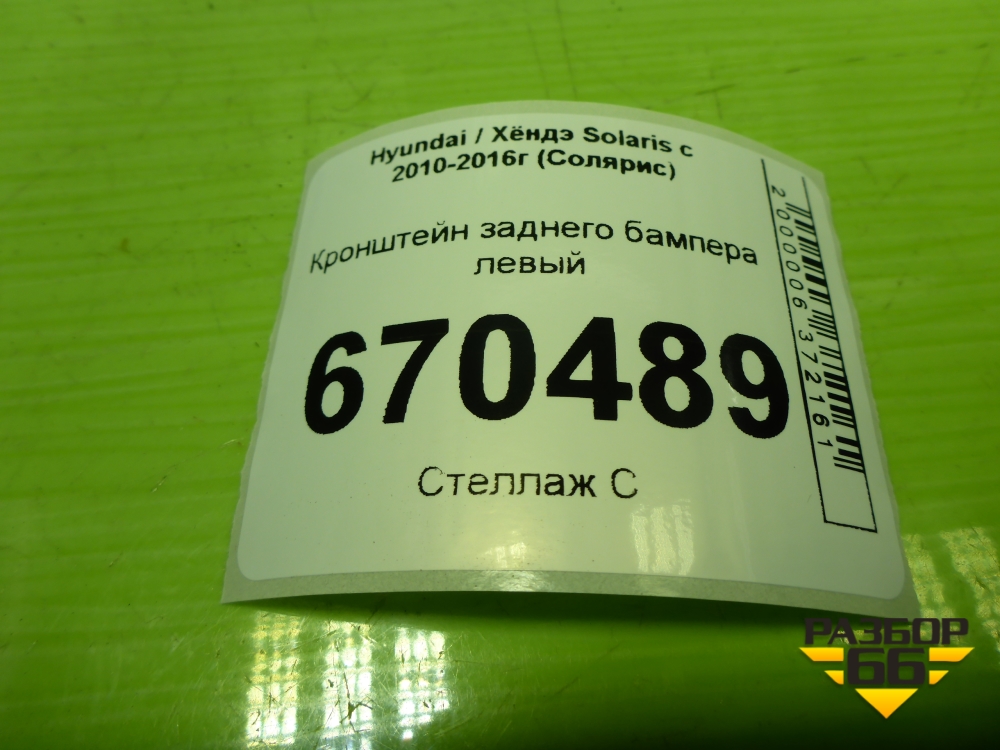 Hyundai / Хёндэ Solaris с
2010-2016г (Солярис)
Кронштейн заднего бампера
левый
670489
Стеллаж С
2000006372161
РАЗБОР
66